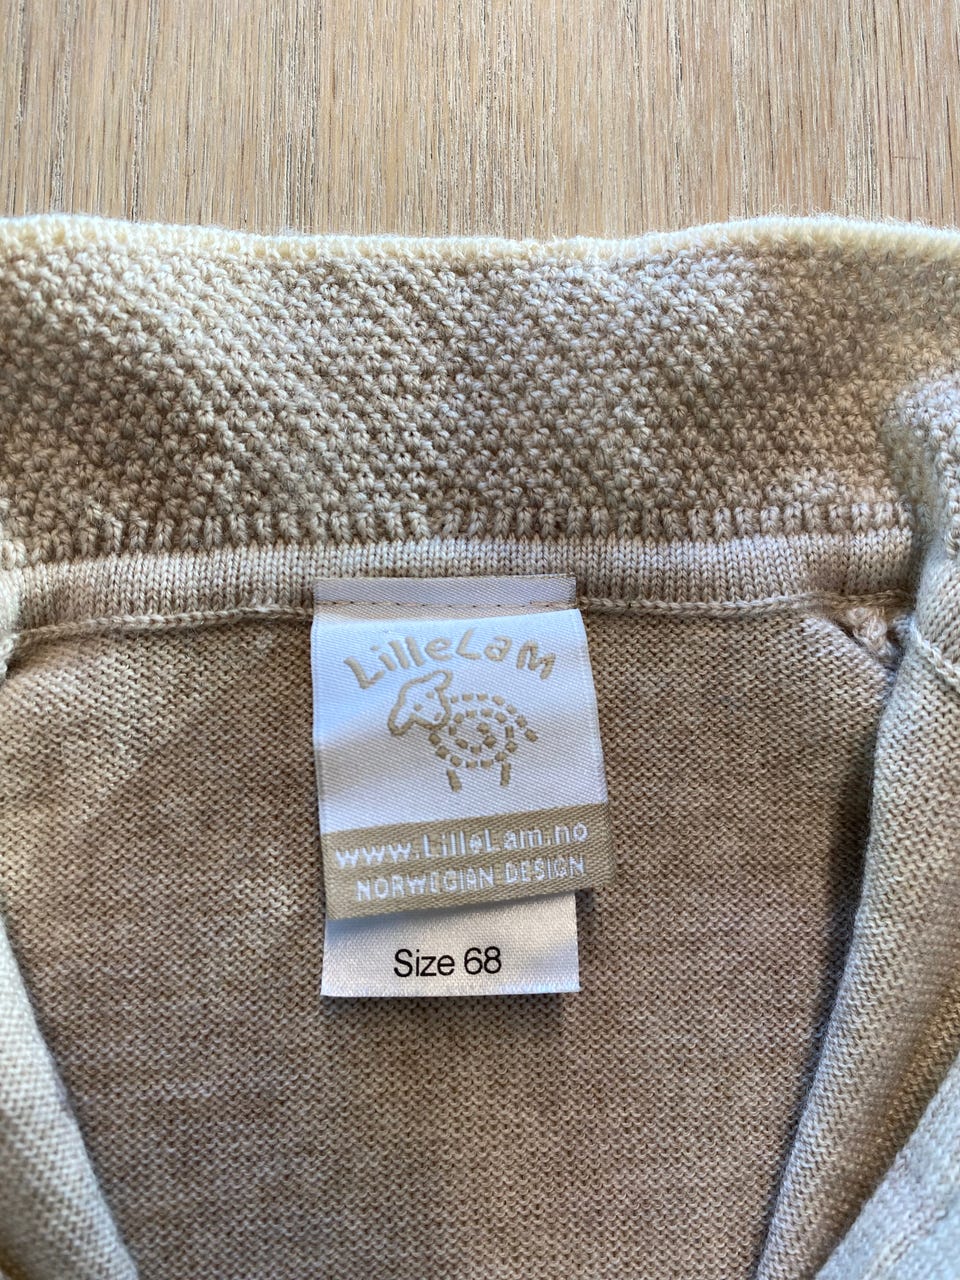 LilleLam
www.LilleLam.no
NORWEGIAN DESIGN
Size 68